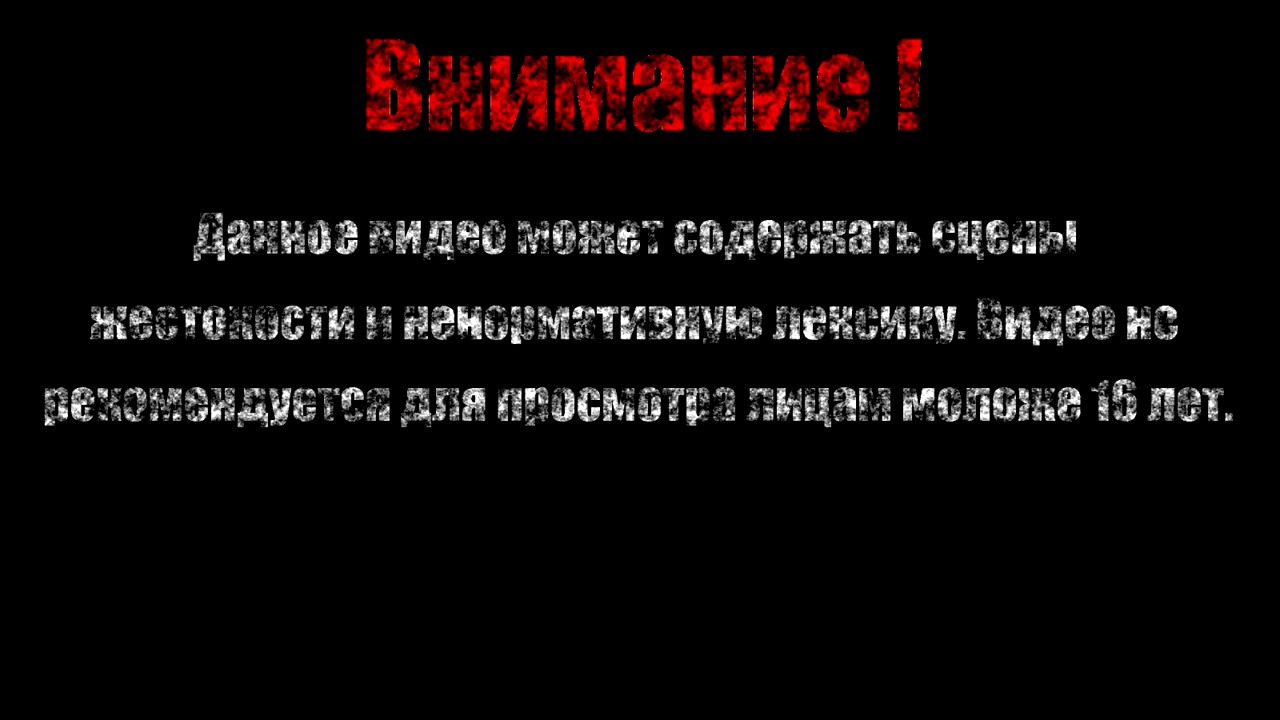 Внимание !
Данное видео может содержать сцены
жестокости и ненормативную лексику. Видео не
рекомендуется для просмотра лицам моложе 16 лет.